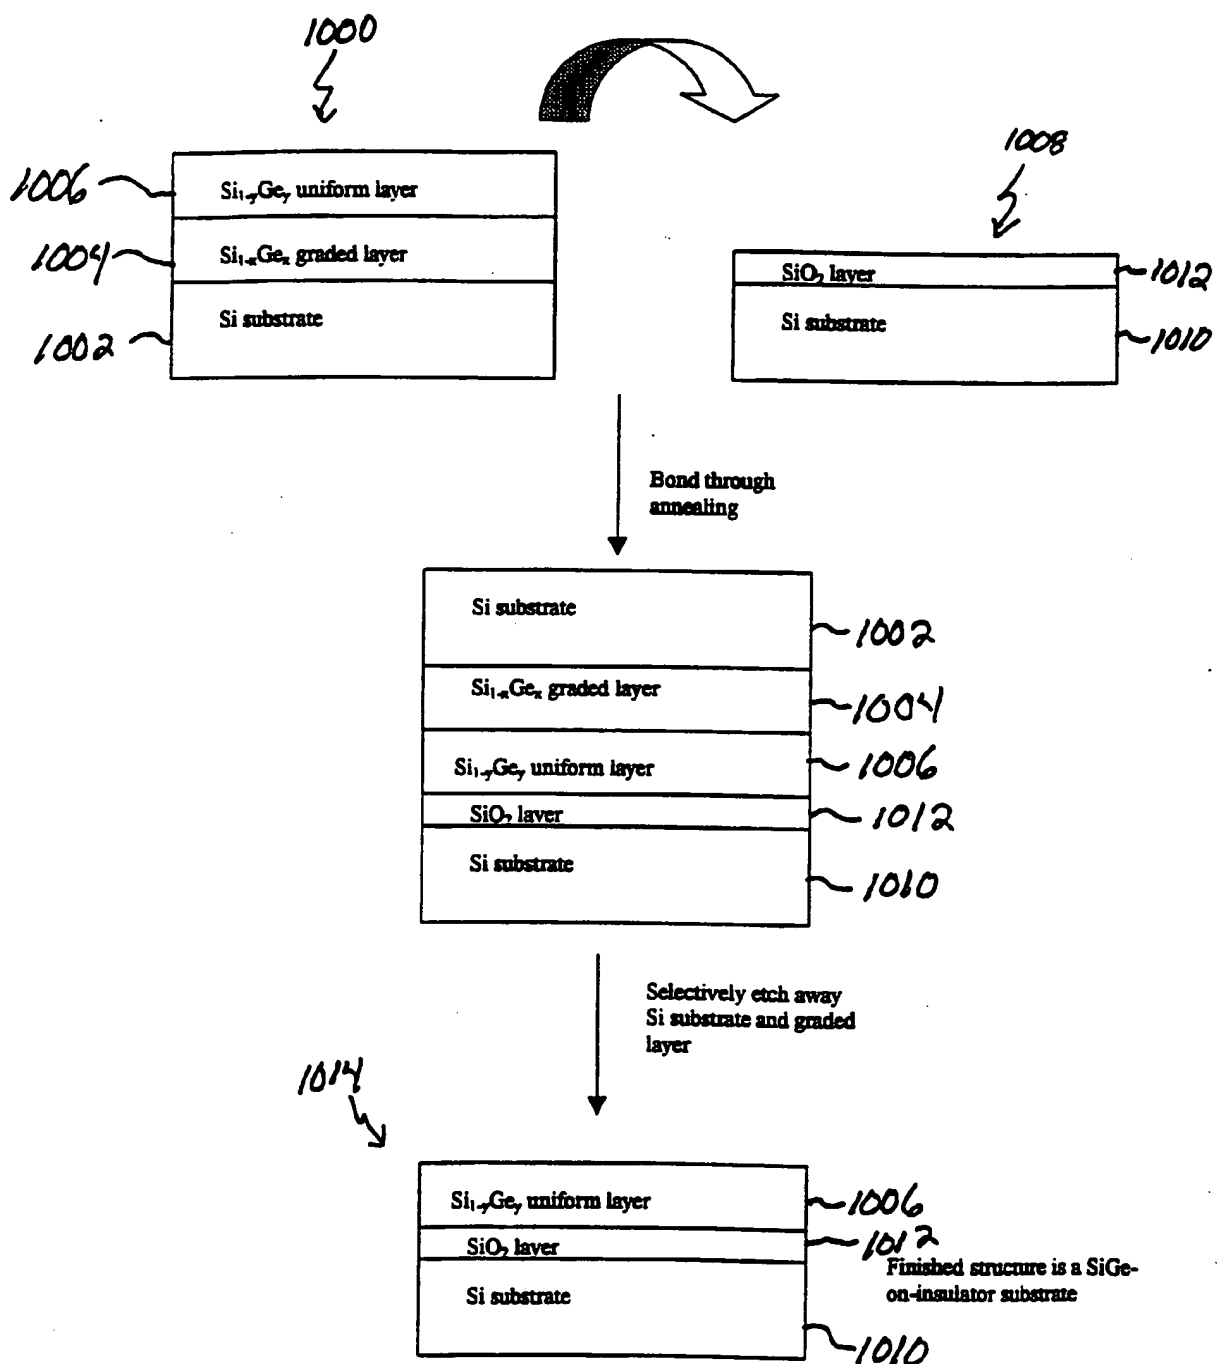 1000
1008
1006
Si₁₋yGey uniform layer
1004
Si₁₋ₓGeₓ graded layer
SiO₂ layer
1012
Si substrate
1002
Si substrate
1010
Bond through
annealing
Si substrate
1002
Si₁₋ₓGeₓ graded layer
1004
Si₁₋yGey uniform layer
1006
SiO₂ layer
1012
Si substrate
1010
Selectively etch away
Si substrate and graded
layer
1014
Si₁₋yGey uniform layer
1006
SiO₂ layer
1012
Finished structure is a SiGe-
on-insulator substrate
Si substrate
1010